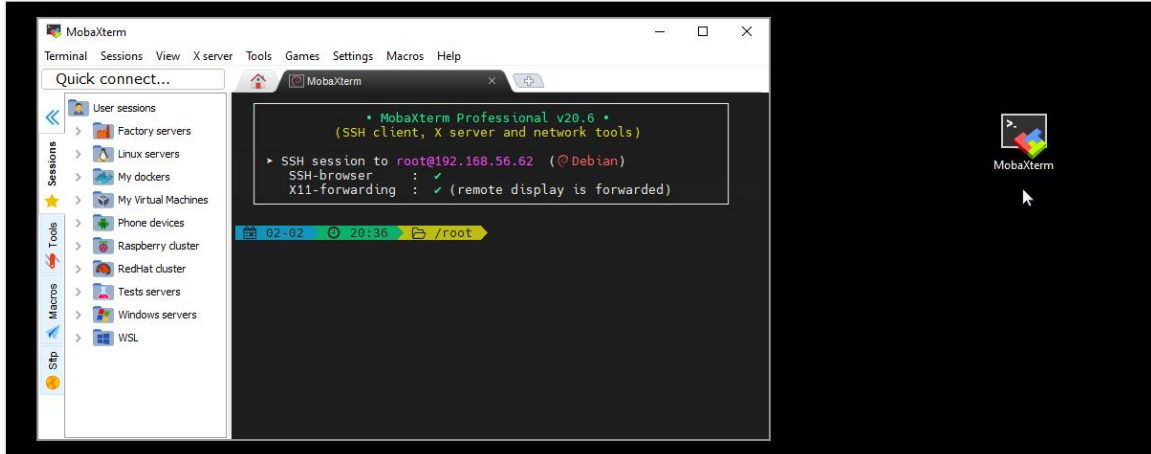 MobaXterm
Terminal Sessions View X server Tools Games Settings Macros Help
Quick connect...
MobaXterm
User sessions
Factory servers
Linux servers
My dockers
My Virtual Machines
Phone devices
Raspberry cluster
RedHat cluster
Tests servers
Windows servers
WSL
Sessions
Tools
Macros
Sftp
• MobaXterm Professional v20.6 •
(SSH client, X server and network tools)
➤ SSH session to root@192.168.56.62 (Debian)
SSH-browser : ✔
X11-forwarding : ✔ (remote display is forwarded)
02-02 20:36 /root
>_
MobaXterm